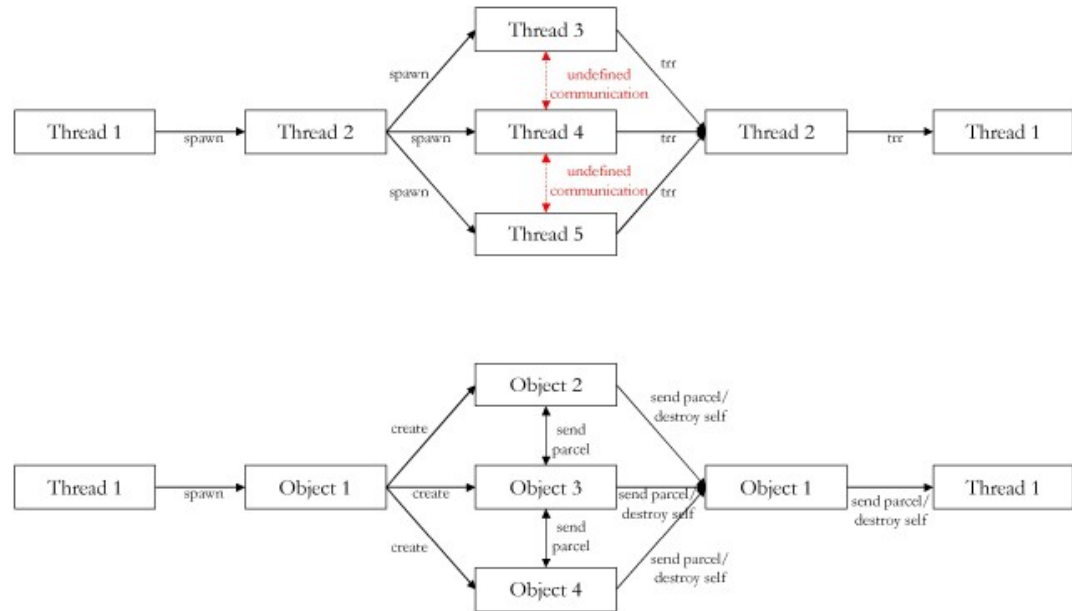 Thread 3
spawn
trr
undefined
communication
Thread 1
spawn
Thread 2
spawn
Thread 4
trr
Thread 2
trr
Thread 1
undefined
communication
spawn
trr
Thread 5
Object 2
send parcel/
destroy self
create
send
parcel
Thread 1
spawn
Object 1
create
Object 3
send parcel/
destroy self
Object 1
send parcel/
destroy self
Thread 1
send
parcel
create
send parcel/
destroy self
Object 4